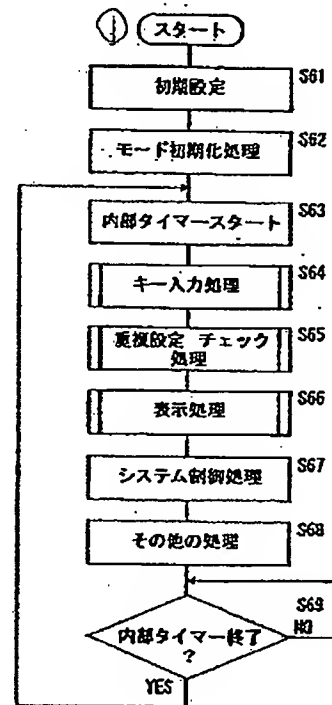 スタート
S61
初期設定
S62
モード初期化処理
S63
内部タイマースタート
S64
キー入力処理
S65
重複設定 チェック
処理
S66
表示処理
S67
システム制御処理
S68
その他の処理
S69
NO
内部タイマー終了
?
YES